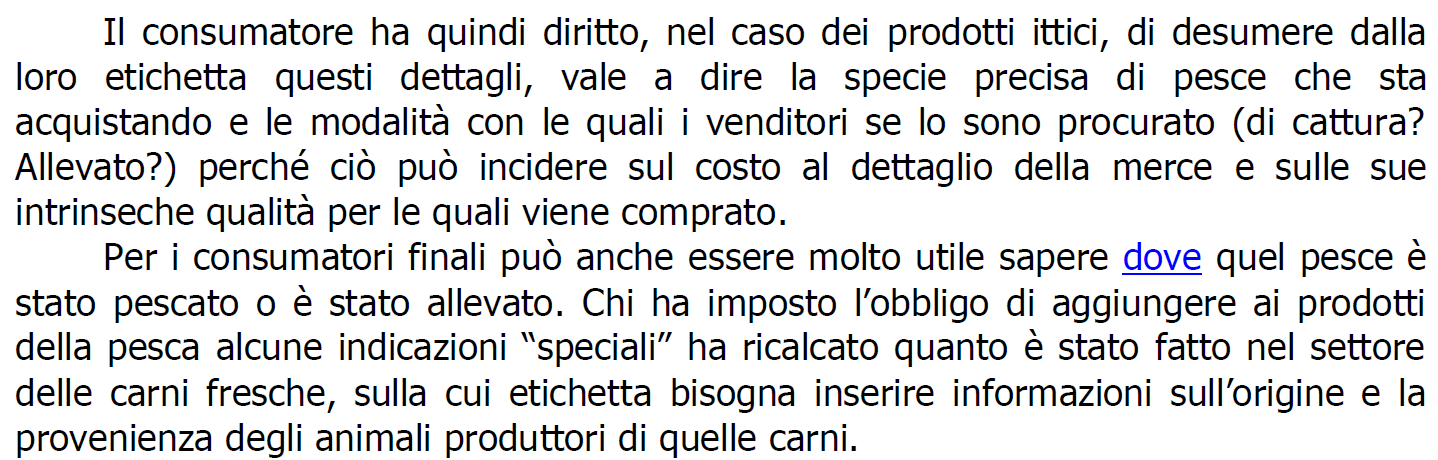 Il consumatore ha quindi diritto, nel caso dei prodotti ittici, di desumere dalla
loro etichetta questi dettagli, vale a dire la specie precisa di pesce che sta
acquistando e le modalità con le quali i venditori se lo sono procurato (di cattura?
Allevato?) perché ciò può incidere sul costo al dettaglio della merce e sulle sue
intrinseche qualità per le quali viene comprato.
Per i consumatori finali può anche essere molto utile sapere dove quel pesce è
stato pescato o è stato allevato. Chi ha imposto l’obbligo di aggiungere ai prodotti
della pesca alcune indicazioni “speciali” ha ricalcato quanto è stato fatto nel settore
delle carni fresche, sulla cui etichetta bisogna inserire informazioni sull’origine e la
provenienza degli animali produttori di quelle carni.